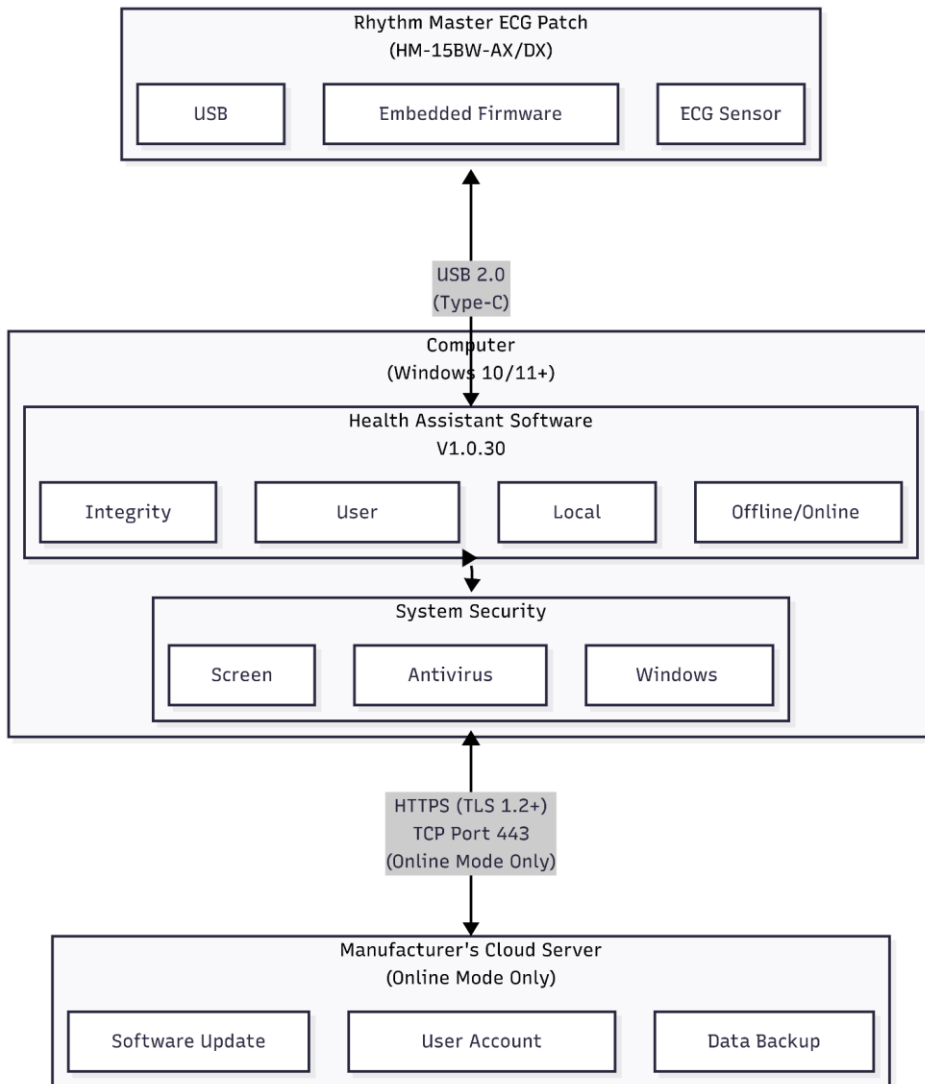 Rhythm Master ECG Patch
(HM-15BW-AX/DX)
USB
Embedded Firmware
ECG Sensor
USB 2.0
(Type-C)
Computer
(Windows 10/11+)
Health Assistant Software
V1.0.30
Integrity
User
Local
Offline/Online
System Security
Screen
Antivirus
Windows
HTTPS (TLS 1.2+)
TCP Port 443
(Online Mode Only)
Manufacturer's Cloud Server
(Online Mode Only)
Software Update
User Account
Data Backup